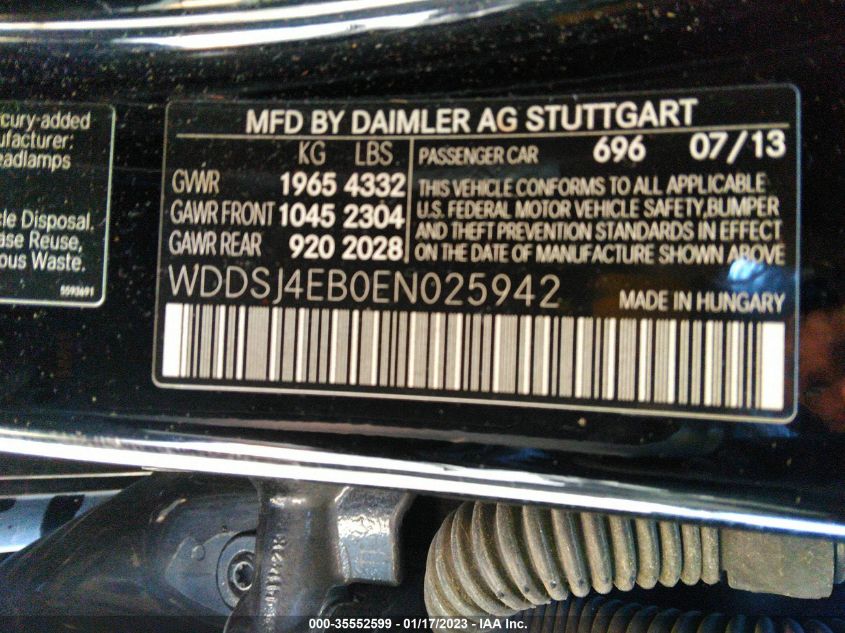 rcury-added
ufacturer:
eadlamps
le Disposal.
ase Reuse,
ous Waste.
5593691
MFD BY DAIMLER AG STUTTGART
KG LBS
GVWR 1965 4332
GAWR FRONT 1045 2304
GAWR REAR 920 2028
PASSENGER CAR 696 07/13
THIS VEHICLE CONFORMS TO ALL APPLICABLE
U.S. FEDERAL MOTOR VEHICLE SAFETY,BUMPER
AND THEFT PREVENTION STANDARDS IN EFFECT
ON THE DATE OF MANUFACTURE SHOWN ABOVE
WDDSJ4EB0EN025942
MADE IN HUNGARY
000-35552599 - 01/17/2023 - IAA Inc.